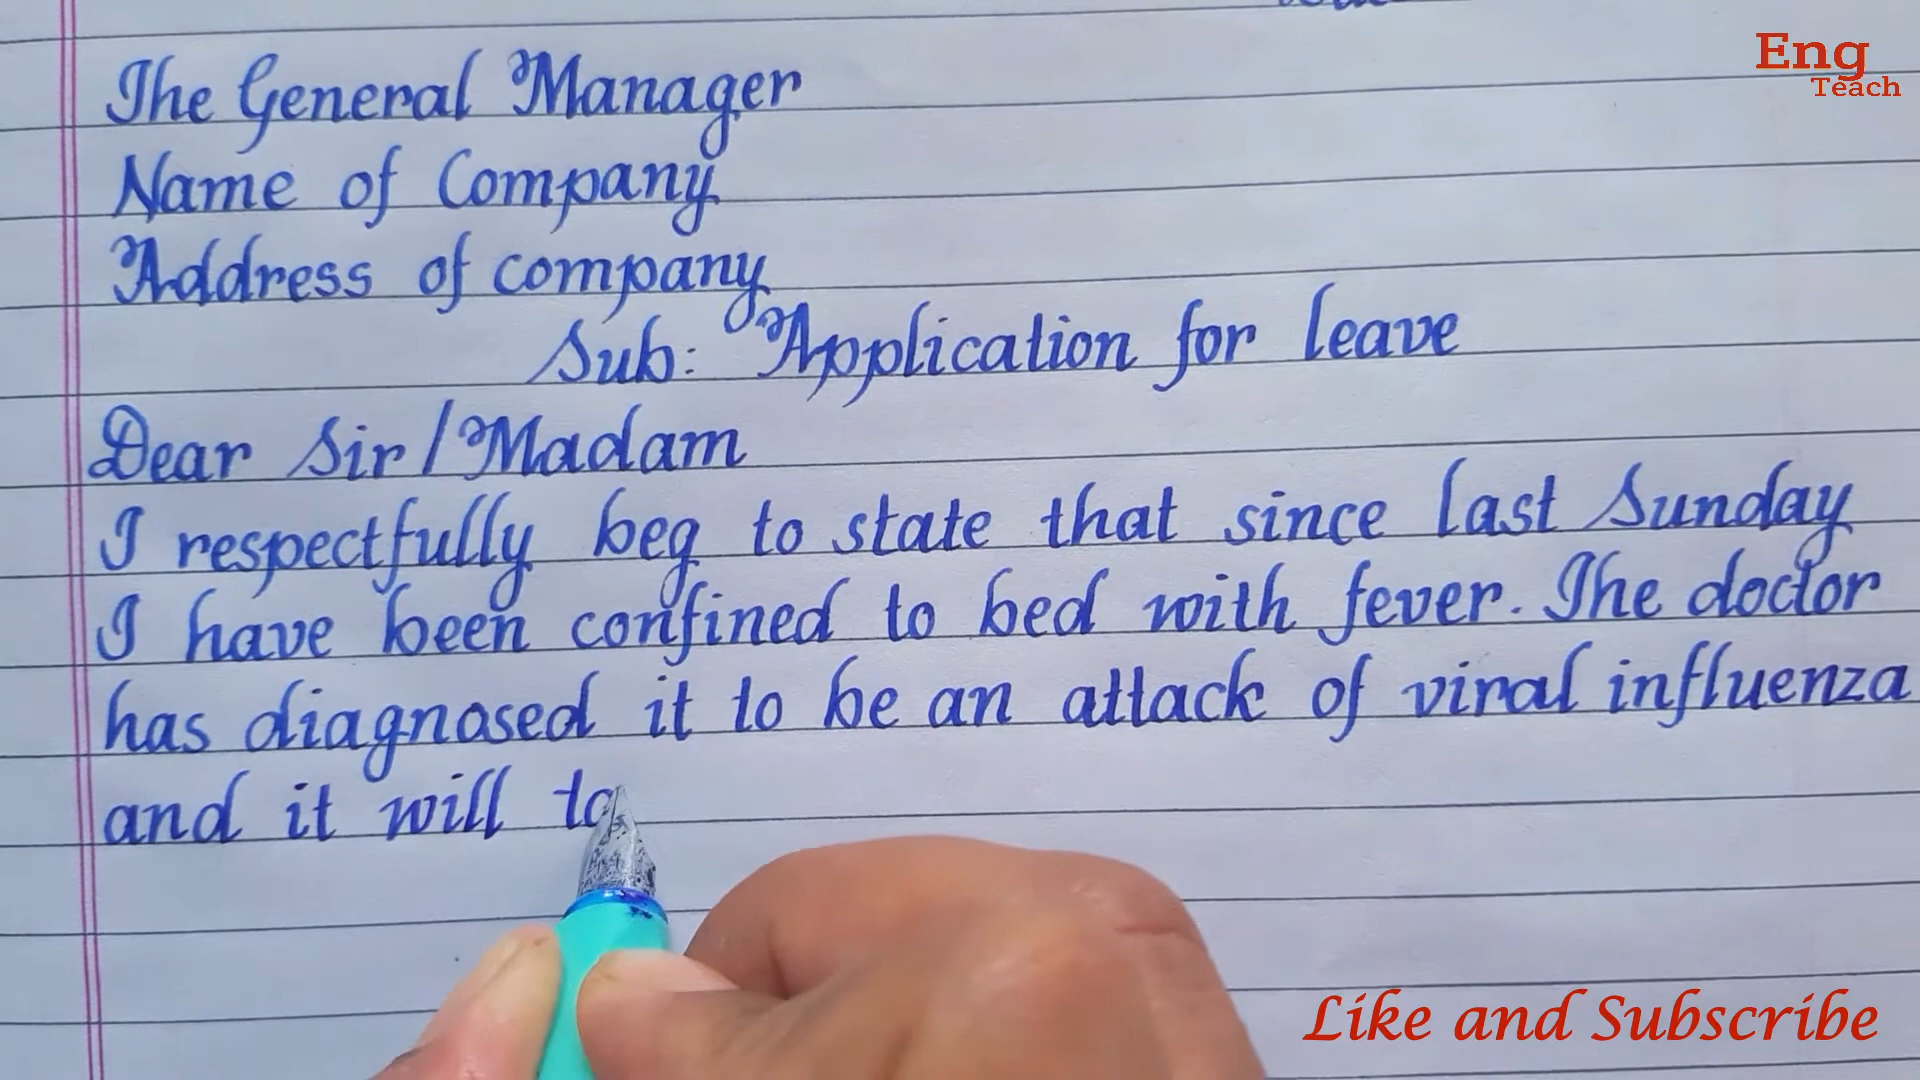 Eng
Teach
The General Manager
Name of Company
Address of company
Sub: Application for leave
Dear Sir/Madam
I respectfully beg to state that since last Sunday
I have been confined to bed with fever. The doctor
has diagnosed it to be an attack of viral influenza
and it will
Like and Subscribe